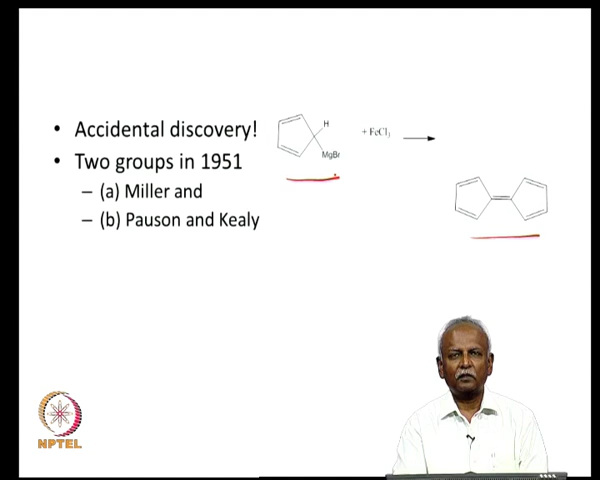 • Accidental discovery!
• Two groups in 1951
– (a) Miller and
– (b) Pauson and Kealy
H
MgBr
+ FeCl3
NPTEL